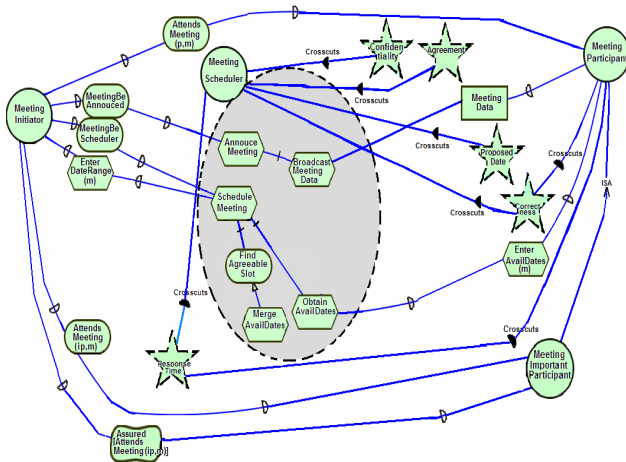 Attends
Meeting
(p,m)
Meeting
Scheduler
Crosscuts
Confiden
tiality
Agreement
Crosscuts
Meeting
Participant
Meeting
Initiator
MeetingBe
Annouced
MeetingBe
Scheduler
Enter
DateRange
(m)
Annouce
Meeting
Broadcast
Meeting
Data
Meeting
Data
Crosscuts
Proposed
Date
Crosscuts
Schedule
Meeting
Crosscuts
Correct
ness
ISA
Find
Agreeable
Slot
Enter
AvailDates
(m)
Merge
AvailDates
Obtain
AvailDates
Crosscuts
Attends
Meeting
(ip,m)
Response
Time
Crosscuts
Meeting
Important
Participant
Assured
[Attends
Meeting(ip,m)]